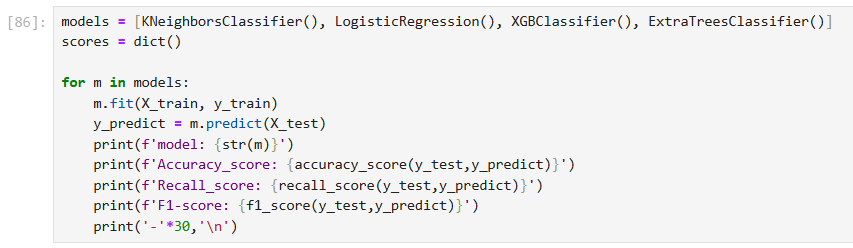 [86]: models = [KNeighborsClassifier(), LogisticRegression(), XGBClassifier(), ExtraTreesClassifier()]
scores = dict()
for m in models:
    m.fit(X_train, y_train)
    y_predict = m.predict(X_test)
    print(f'model: {str(m)}')
    print(f'Accuracy_score: {accuracy_score(y_test,y_predict)}')
    print(f'Recall_score: {recall_score(y_test,y_predict)}')
    print(f'F1-score: {f1_score(y_test,y_predict)}')
    print('-'*30,'\n')